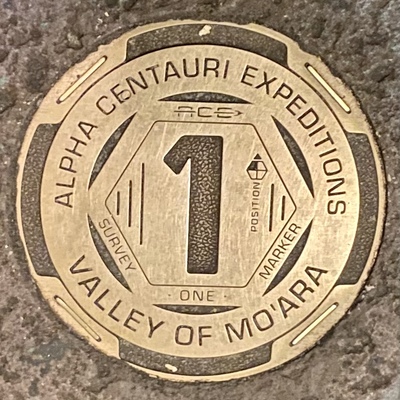 ALPHA CENTAURI EXPEDITIONS
ACE
1
POSITION
SURVEY
MARKER
· ONE ·
VALLEY OF MO'ARA